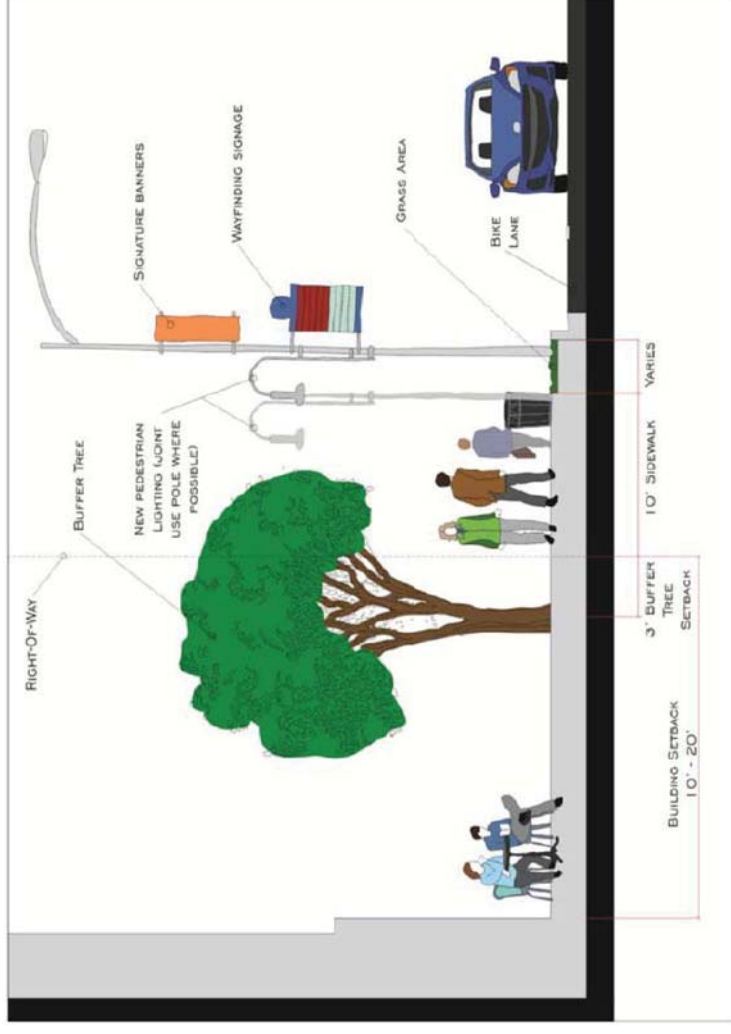 RIGHT-OF-WAY
BUFFER TREE
NEW PEDESTRIAN
LIGHTING (JOINT
USE POLE WHERE
POSSIBLE)
SIGNATURE BANNERS
WAYFINDING SIGNAGE
GRASS AREA
BIKE
LANE
BUILDING SETBACK
10' - 20'
3' BUFFER
TREE
SETBACK
10' SIDEWALK
VARIES